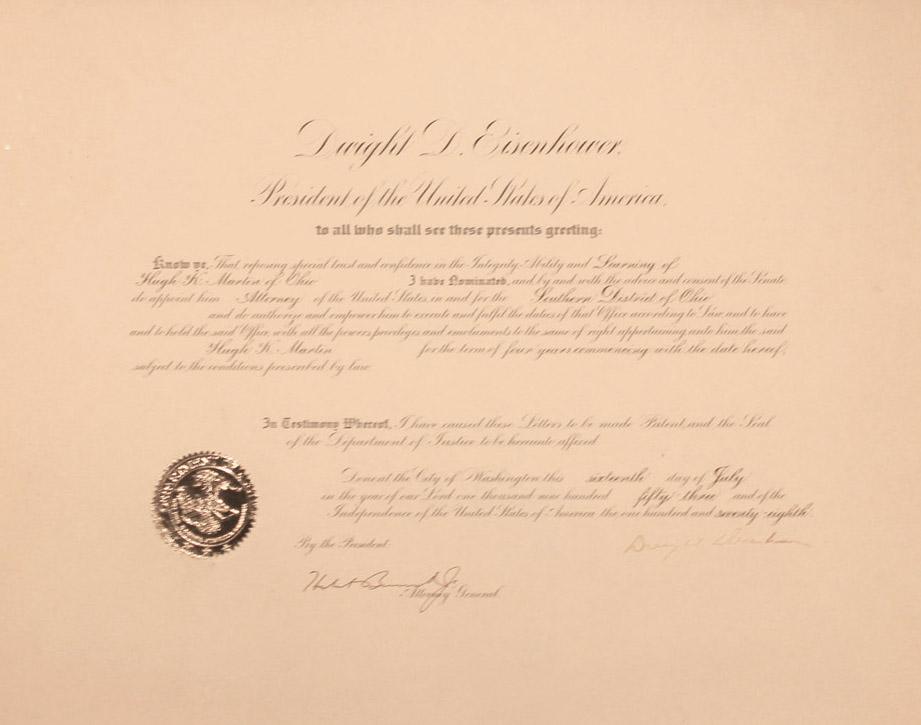 Dwight D. Eisenhower,
President of the United States of America,
to all who shall see these presents greeting:
Know ye, That reposing special trust and confidence in the Integrity, Ability and Learning of
Hugh K. Martin of Ohio I have Nominated, and by and with the advice and consent of the Senate
do appoint him Attorney of the United States in and for the Southern District of Ohio
and do authorize and empower him to execute and fulfil the duties of that Office according to Law, and to have
and to hold the said Office, with all the powers privileges and emoluments to the same of right appertaining unto him the said
Hugh K. Martin for the term of four years commencing with the date hereof,
subject to the conditions prescribed by law
In Testimony Whereof, I have caused these Letters to be made Patent, and the Seal
of the Department of Justice to be hereunto affixed
Done at the City of Washington this sixteenth day of July
in the year of our Lord one thousand nine hundred fifty three and of the
Independence of the United States of America the one hundred and seventy-eighth.
By the President:
Dwight Eisenhower
Attorney General